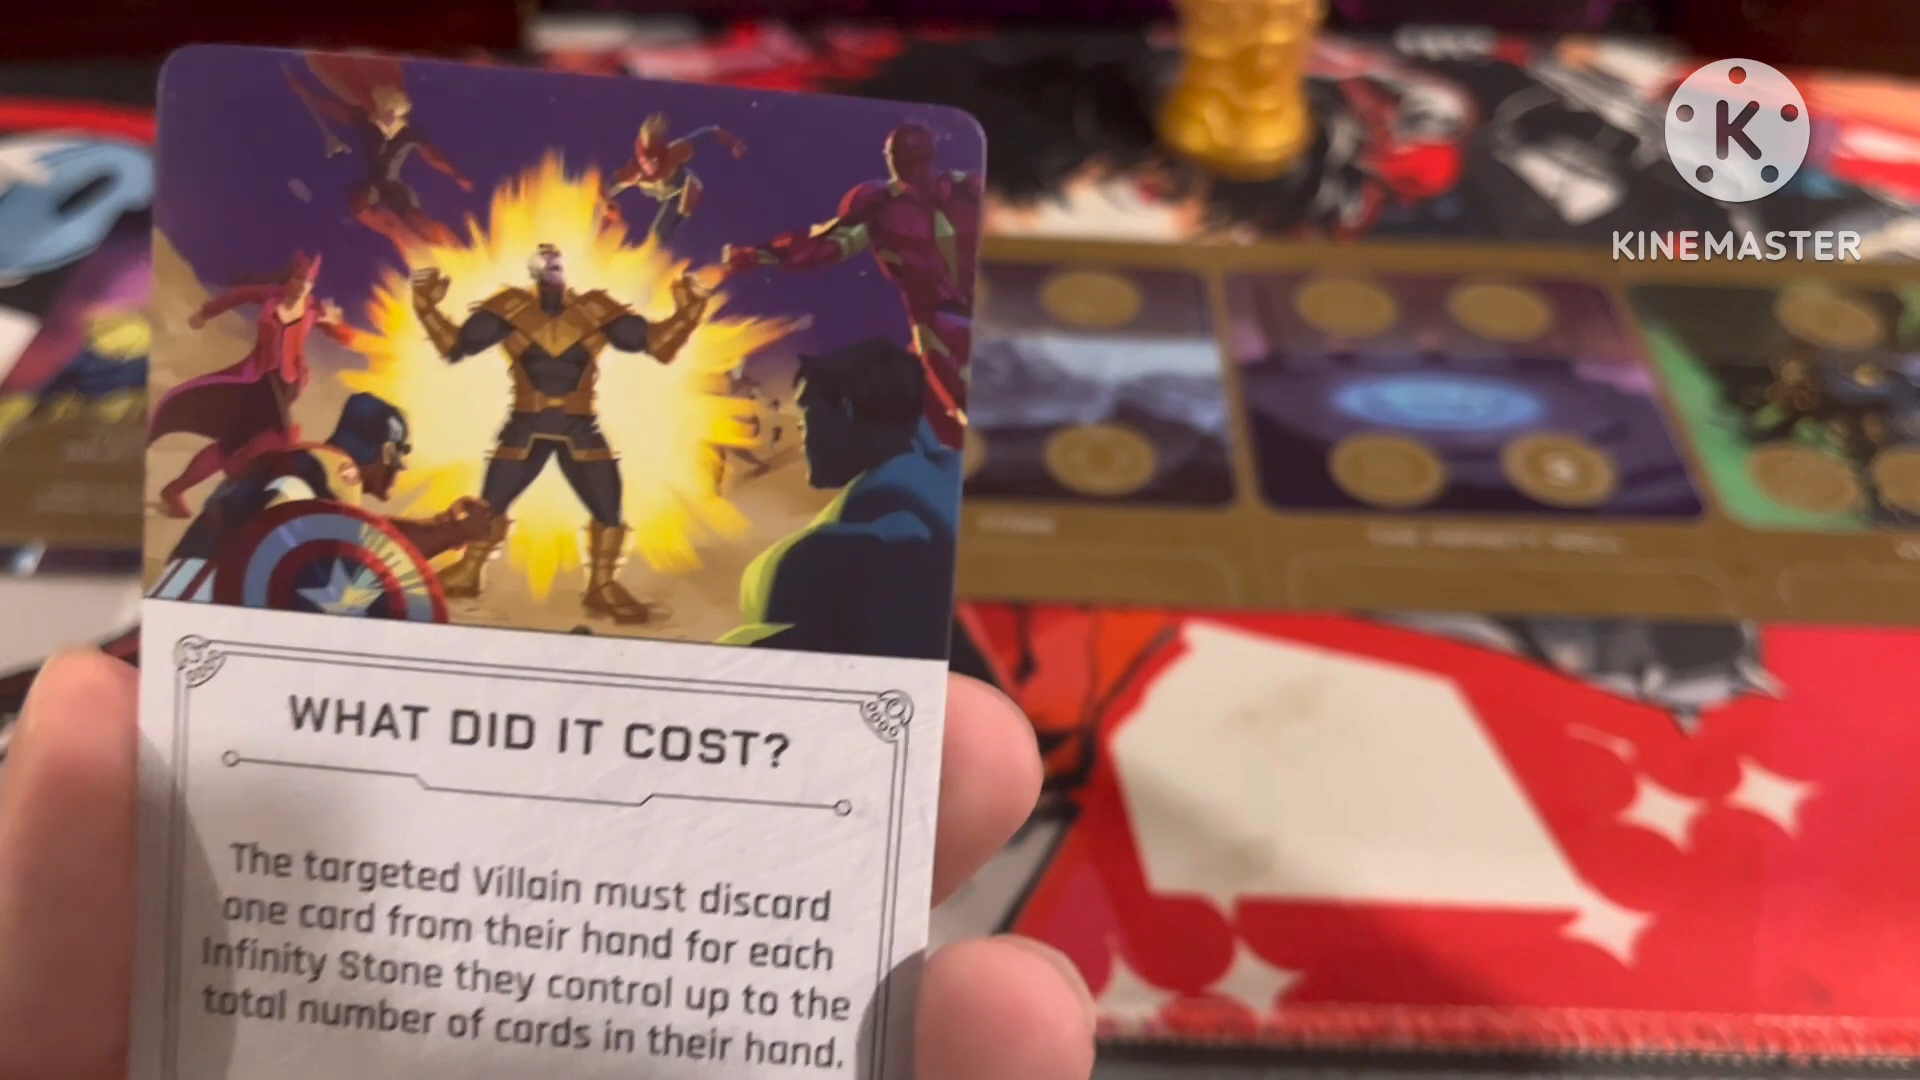 K
KINEMASTER
WHAT DID IT COST?
The targeted Villain must discard
one card from their hand for each
Infinity Stone they control up to the
total number of cards in their hand.